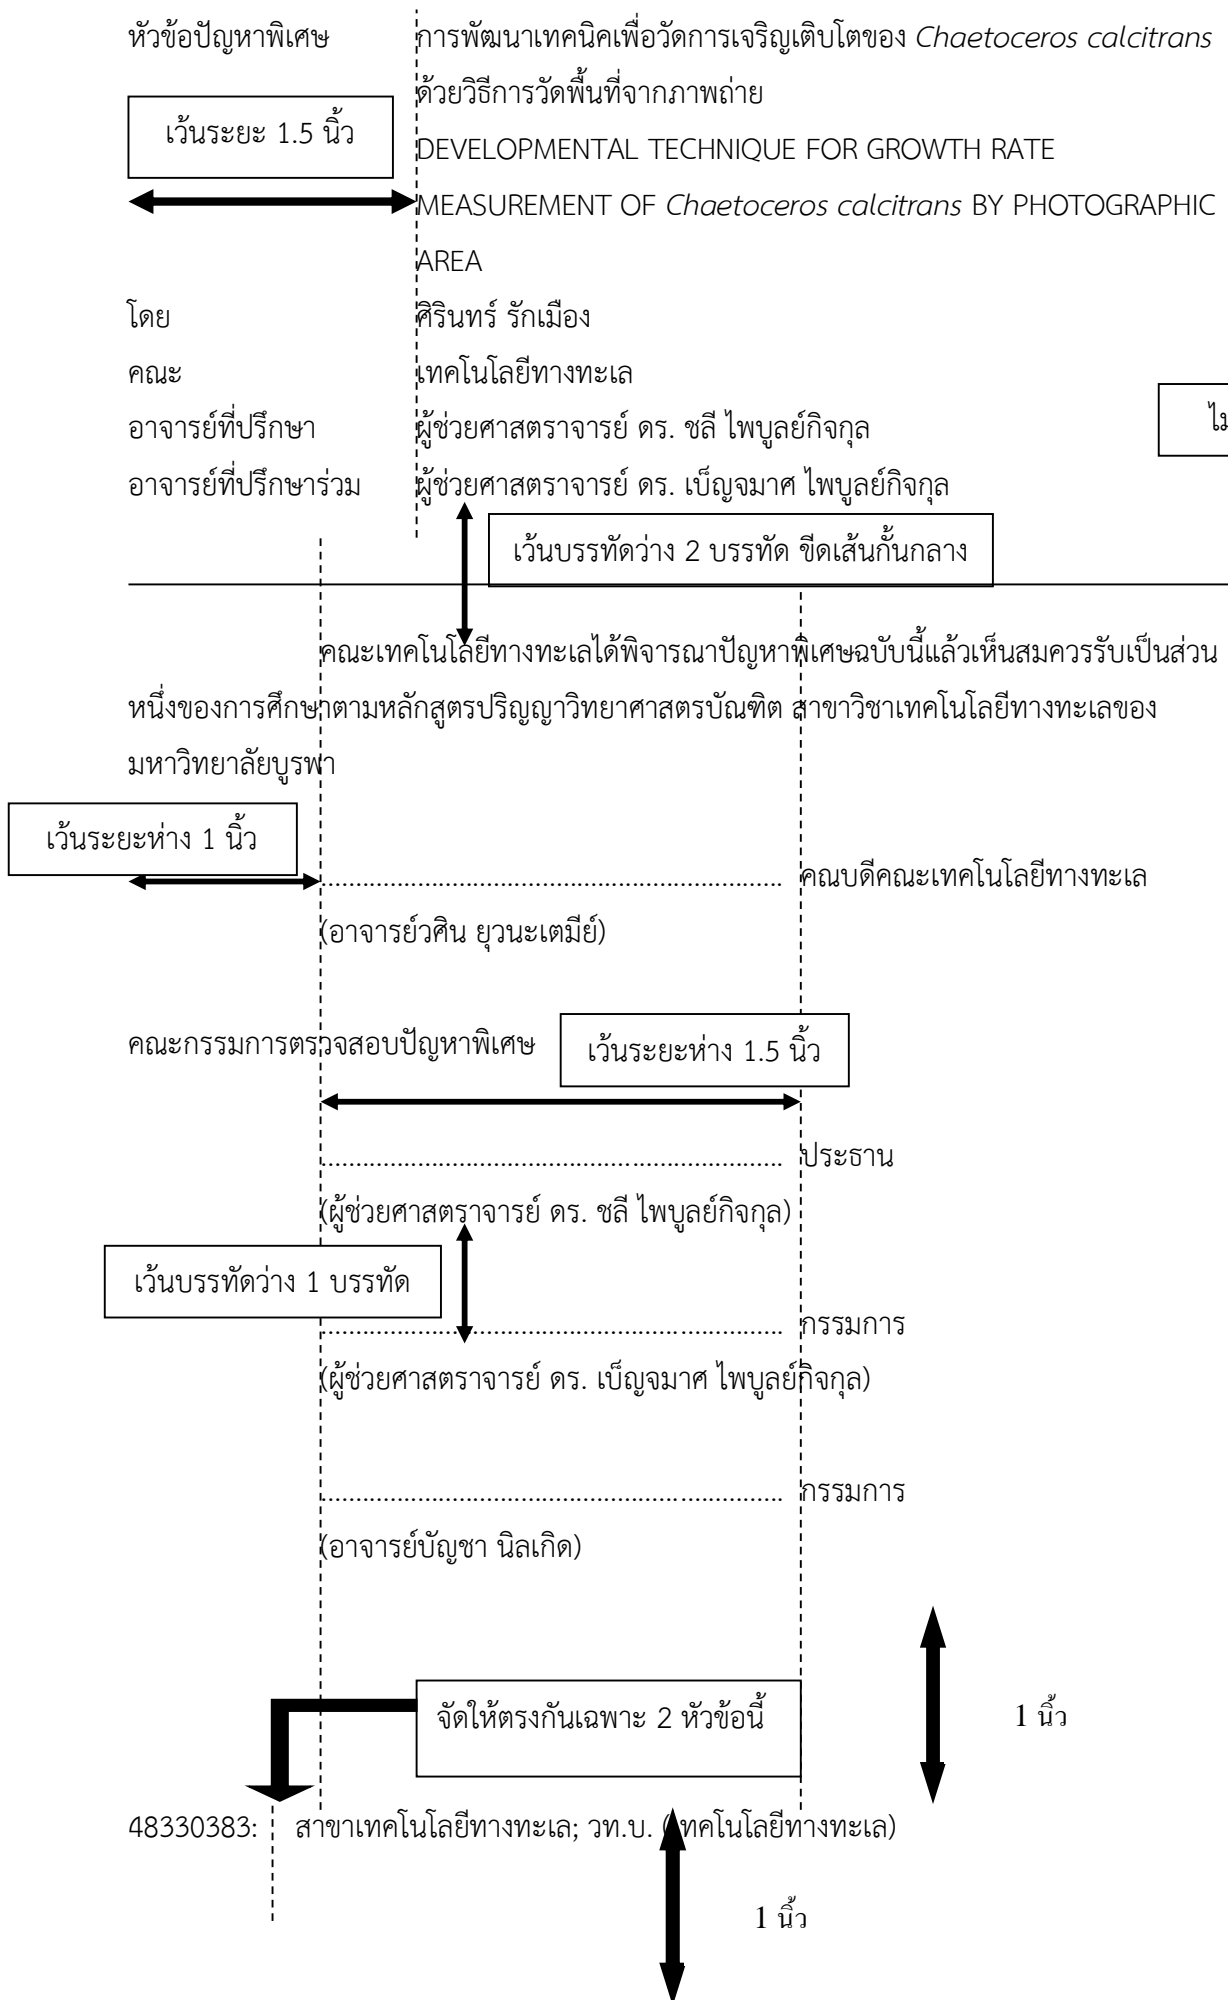 หัวข้อปัญหาพิเศษ การพัฒนาเทคนิคเพื่อวัดการเจริญเติบโตของ Chaetoceros calcitrans
ด้วยวิธีการวัดพื้นที่จากภาพถ่าย
เว้นระยะ 1.5 นิ้ว
DEVELOPMENTAL TECHNIQUE FOR GROWTH RATE
MEASUREMENT OF Chaetoceros calcitrans BY PHOTOGRAPHIC
AREA
โดย ศิรินทร์ รักเมือง
คณะ เทคโนโลยีทางทะเล
อาจารย์ที่ปรึกษา ผู้ช่วยศาสตราจารย์ ดร. ชลี ไพบูลย์กิจกุล
อาจารย์ที่ปรึกษาร่วม ผู้ช่วยศาสตราจารย์ ดร. เบ็ญจมาศ ไพบูลย์กิจกุล
เว้นบรรทัดว่าง 2 บรรทัด ขีดเส้นกั้นกลาง
คณะเทคโนโลยีทางทะเลได้พิจารณาปัญหาพิเศษฉบับนี้แล้วเห็นสมควรรับเป็นส่วน
หนึ่งของการศึกษาตามหลักสูตรปริญญาวิทยาศาสตรบัณฑิต สาขาวิชาเทคโนโลยีทางทะเลของ
มหาวิทยาลัยบูรพา
เว้นระยะห่าง 1 นิ้ว
.................................................................. คณบดีคณะเทคโนโลยีทางทะเล
(อาจารย์วศิน ยุวนะเตมีย์)
คณะกรรมการตรวจสอบปัญหาพิเศษ
เว้นระยะห่าง 1.5 นิ้ว
.................................................................. ประธาน
(ผู้ช่วยศาสตราจารย์ ดร. ชลี ไพบูลย์กิจกุล)
เว้นบรรทัดว่าง 1 บรรทัด
.................................................................. กรรมการ
(ผู้ช่วยศาสตราจารย์ ดร. เบ็ญจมาศ ไพบูลย์กิจกุล)
.................................................................. กรรมการ
(อาจารย์บัญชา นิลเกิด)
จัดให้ตรงกันเฉพาะ 2 หัวข้อนี้
1 นิ้ว
48330383: สาขาเทคโนโลยีทางทะเล; วท.บ. (เทคโนโลยีทางทะเล)
1 นิ้ว